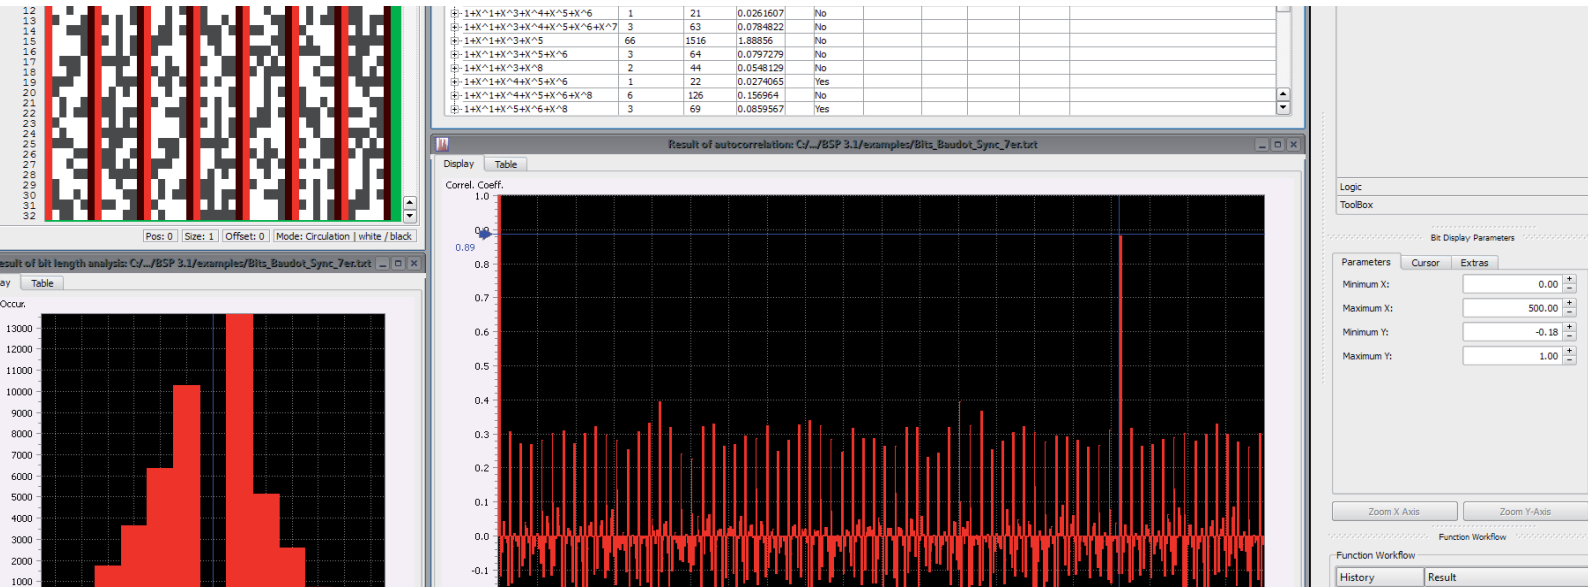 12
13
14
15
16
17
18
19
20
21
22
23
24
25
26
27
28
29
30
31
32
Pos: 0 Size: 1 Offset: 0 Mode: Circulation | white / black
1+X^1+X^3+X^4+X^5+X^6 1 21 0.0261607 No
1+X^1+X^3+X^4+X^5+X^6+X^7 3 63 0.0784822 No
1+X^1+X^3+X^5 66 1516 1.88856 No
1+X^1+X^3+X^5+X^6 3 64 0.0797279 No
1+X^1+X^3+X^8 2 44 0.0548129 No
1+X^1+X^4+X^5+X^6 1 22 0.0274065 Yes
1+X^1+X^4+X^5+X^6+X^8 6 126 0.156964 No
1+X^1+X^5+X^6+X^8 3 69 0.0859567 Yes
esult of bit length analysis: C:/.../BSP 3.1/examples/Bits_Baudot_Sync_7er.txt
ay Table
Occur.
13000
12000
11000
10000
9000
8000
7000
6000
5000
4000
3000
2000
1000
Result of autocorrelation: C:/.../BSP 3.1/examples/Bits_Baudot_Sync_7er.txt
Display Table
Correl. Coeff.
1.0
0.9
0.89
0.8
0.7
0.6
0.5
0.4
0.3
0.2
0.1
0.0
-0.1
Logic
ToolBox
Bit Display Parameters
Parameters Cursor Extras
Minimum X: 0.00
Maximum X: 500.00
Minimum Y: -0.18
Maximum Y: 1.00
Zoom X Axis Zoom Y-Axis
Function Workflow
Function Workflow
History Result